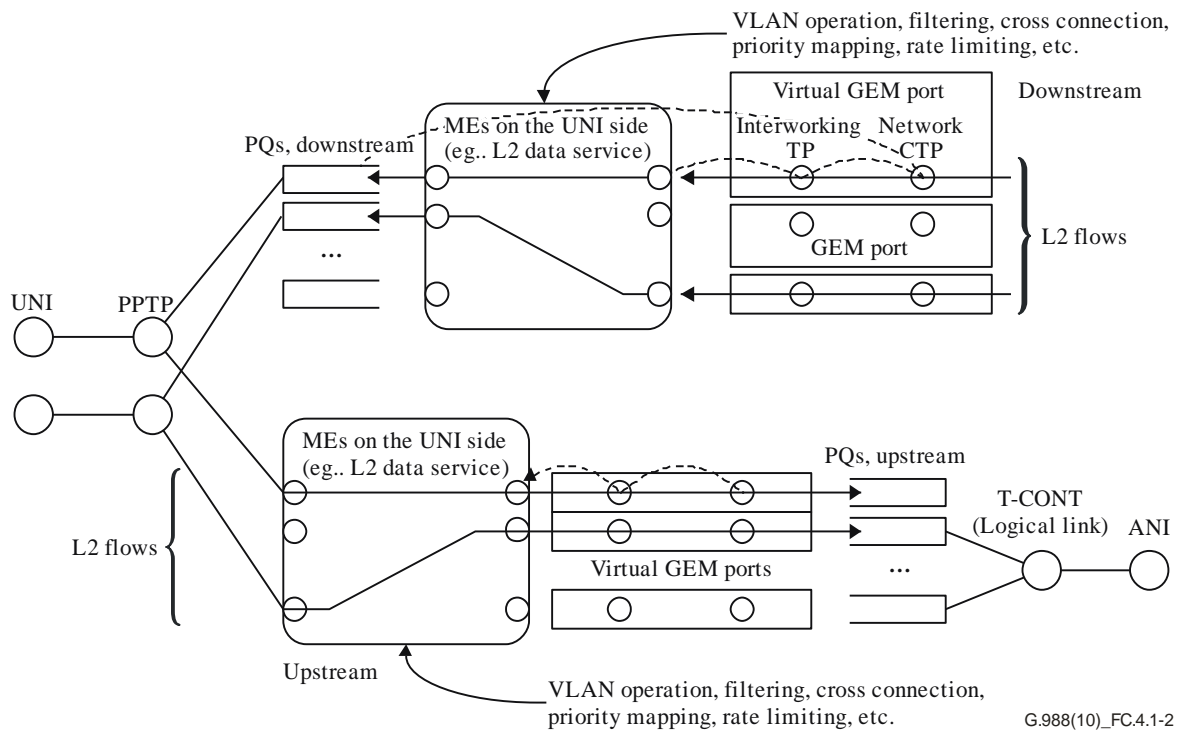 VLAN operation, filtering, cross connection,
priority mapping, rate limiting, etc.
Virtual GEM port
Downstream
MEs on the UNI side
(eg.. L2 data service)
Interworking
TP
Network
CTP
PQs, downstream
...
GEM port
L2 flows
UNI
PPTP
MEs on the UNI side
(eg.. L2 data service)
PQs, upstream
T-CONT
(Logical link)
ANI
L2 flows
Virtual GEM ports
...
Upstream
VLAN operation, filtering, cross connection,
priority mapping, rate limiting, etc.
G.988(10)_FC.4.1-2